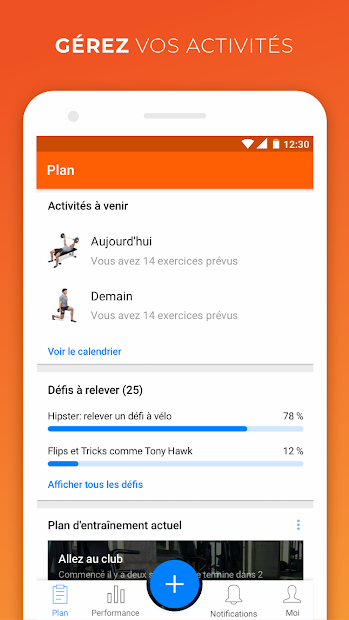 GÉREZ VOS ACTIVITÉS
12:30
Plan
Activités à venir
Aujourd'hui
Vous avez 14 exercices prévus
Demain
Vous avez 14 exercices prévus
Voir le calendrier
Défis à relever (25)
Hipster: relever un défi à vélo 78 %
Flips et Tricks comme Tony Hawk 12 %
Afficher tous les défis
Plan d'entraînement actuel
Allez au club
Commencé il y a deux se termine dans 2
Plan Performance Notifications Moi